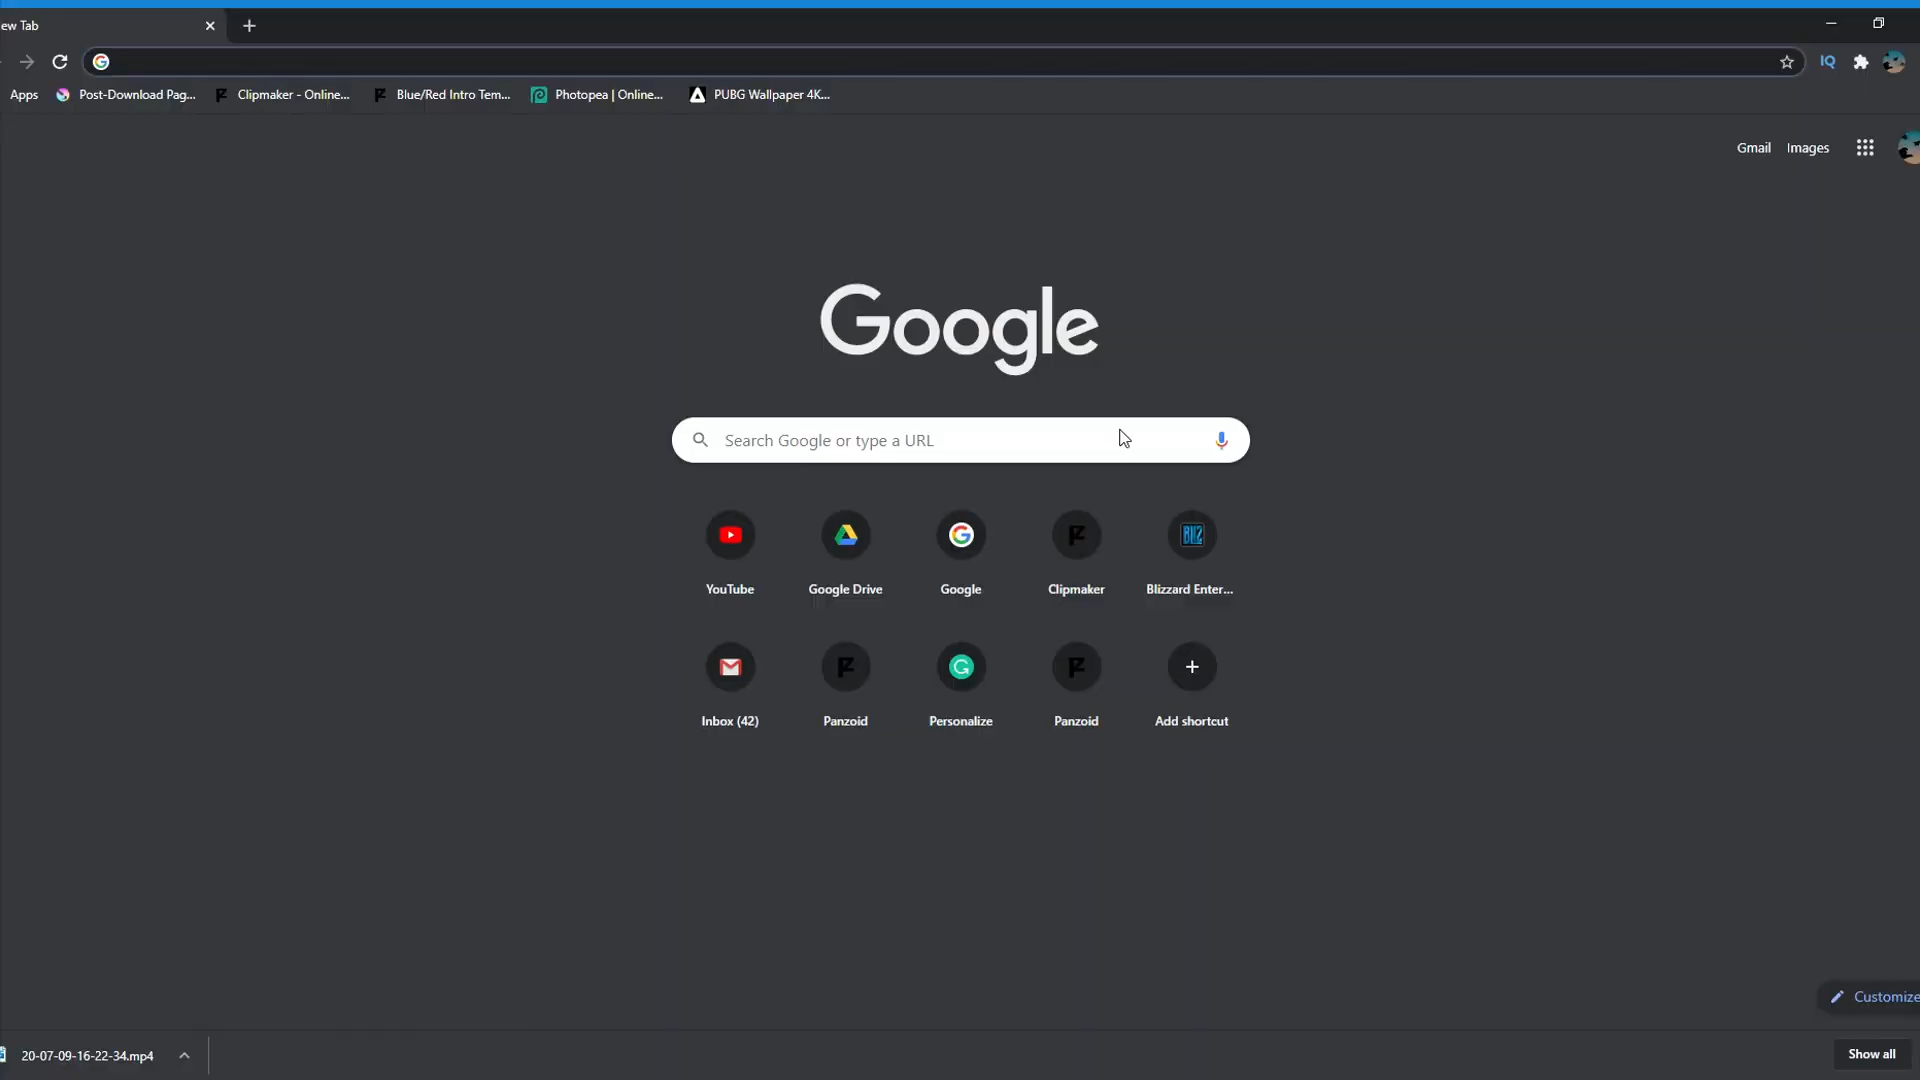 ew Tab
Apps
Post-Download Pag...
Clipmaker - Online...
Blue/Red Intro Tem...
Photopea | Online...
PUBG Wallpaper 4K...
IQ
Gmail
Images
Google
Search Google or type a URL
YouTube
Google Drive
Google
Clipmaker
BLIZ
Blizzard Enter...
Inbox (42)
Panzoid
Personalize
Panzoid
Add shortcut
Customize
20-07-09-16-22-34.mp4
Show all